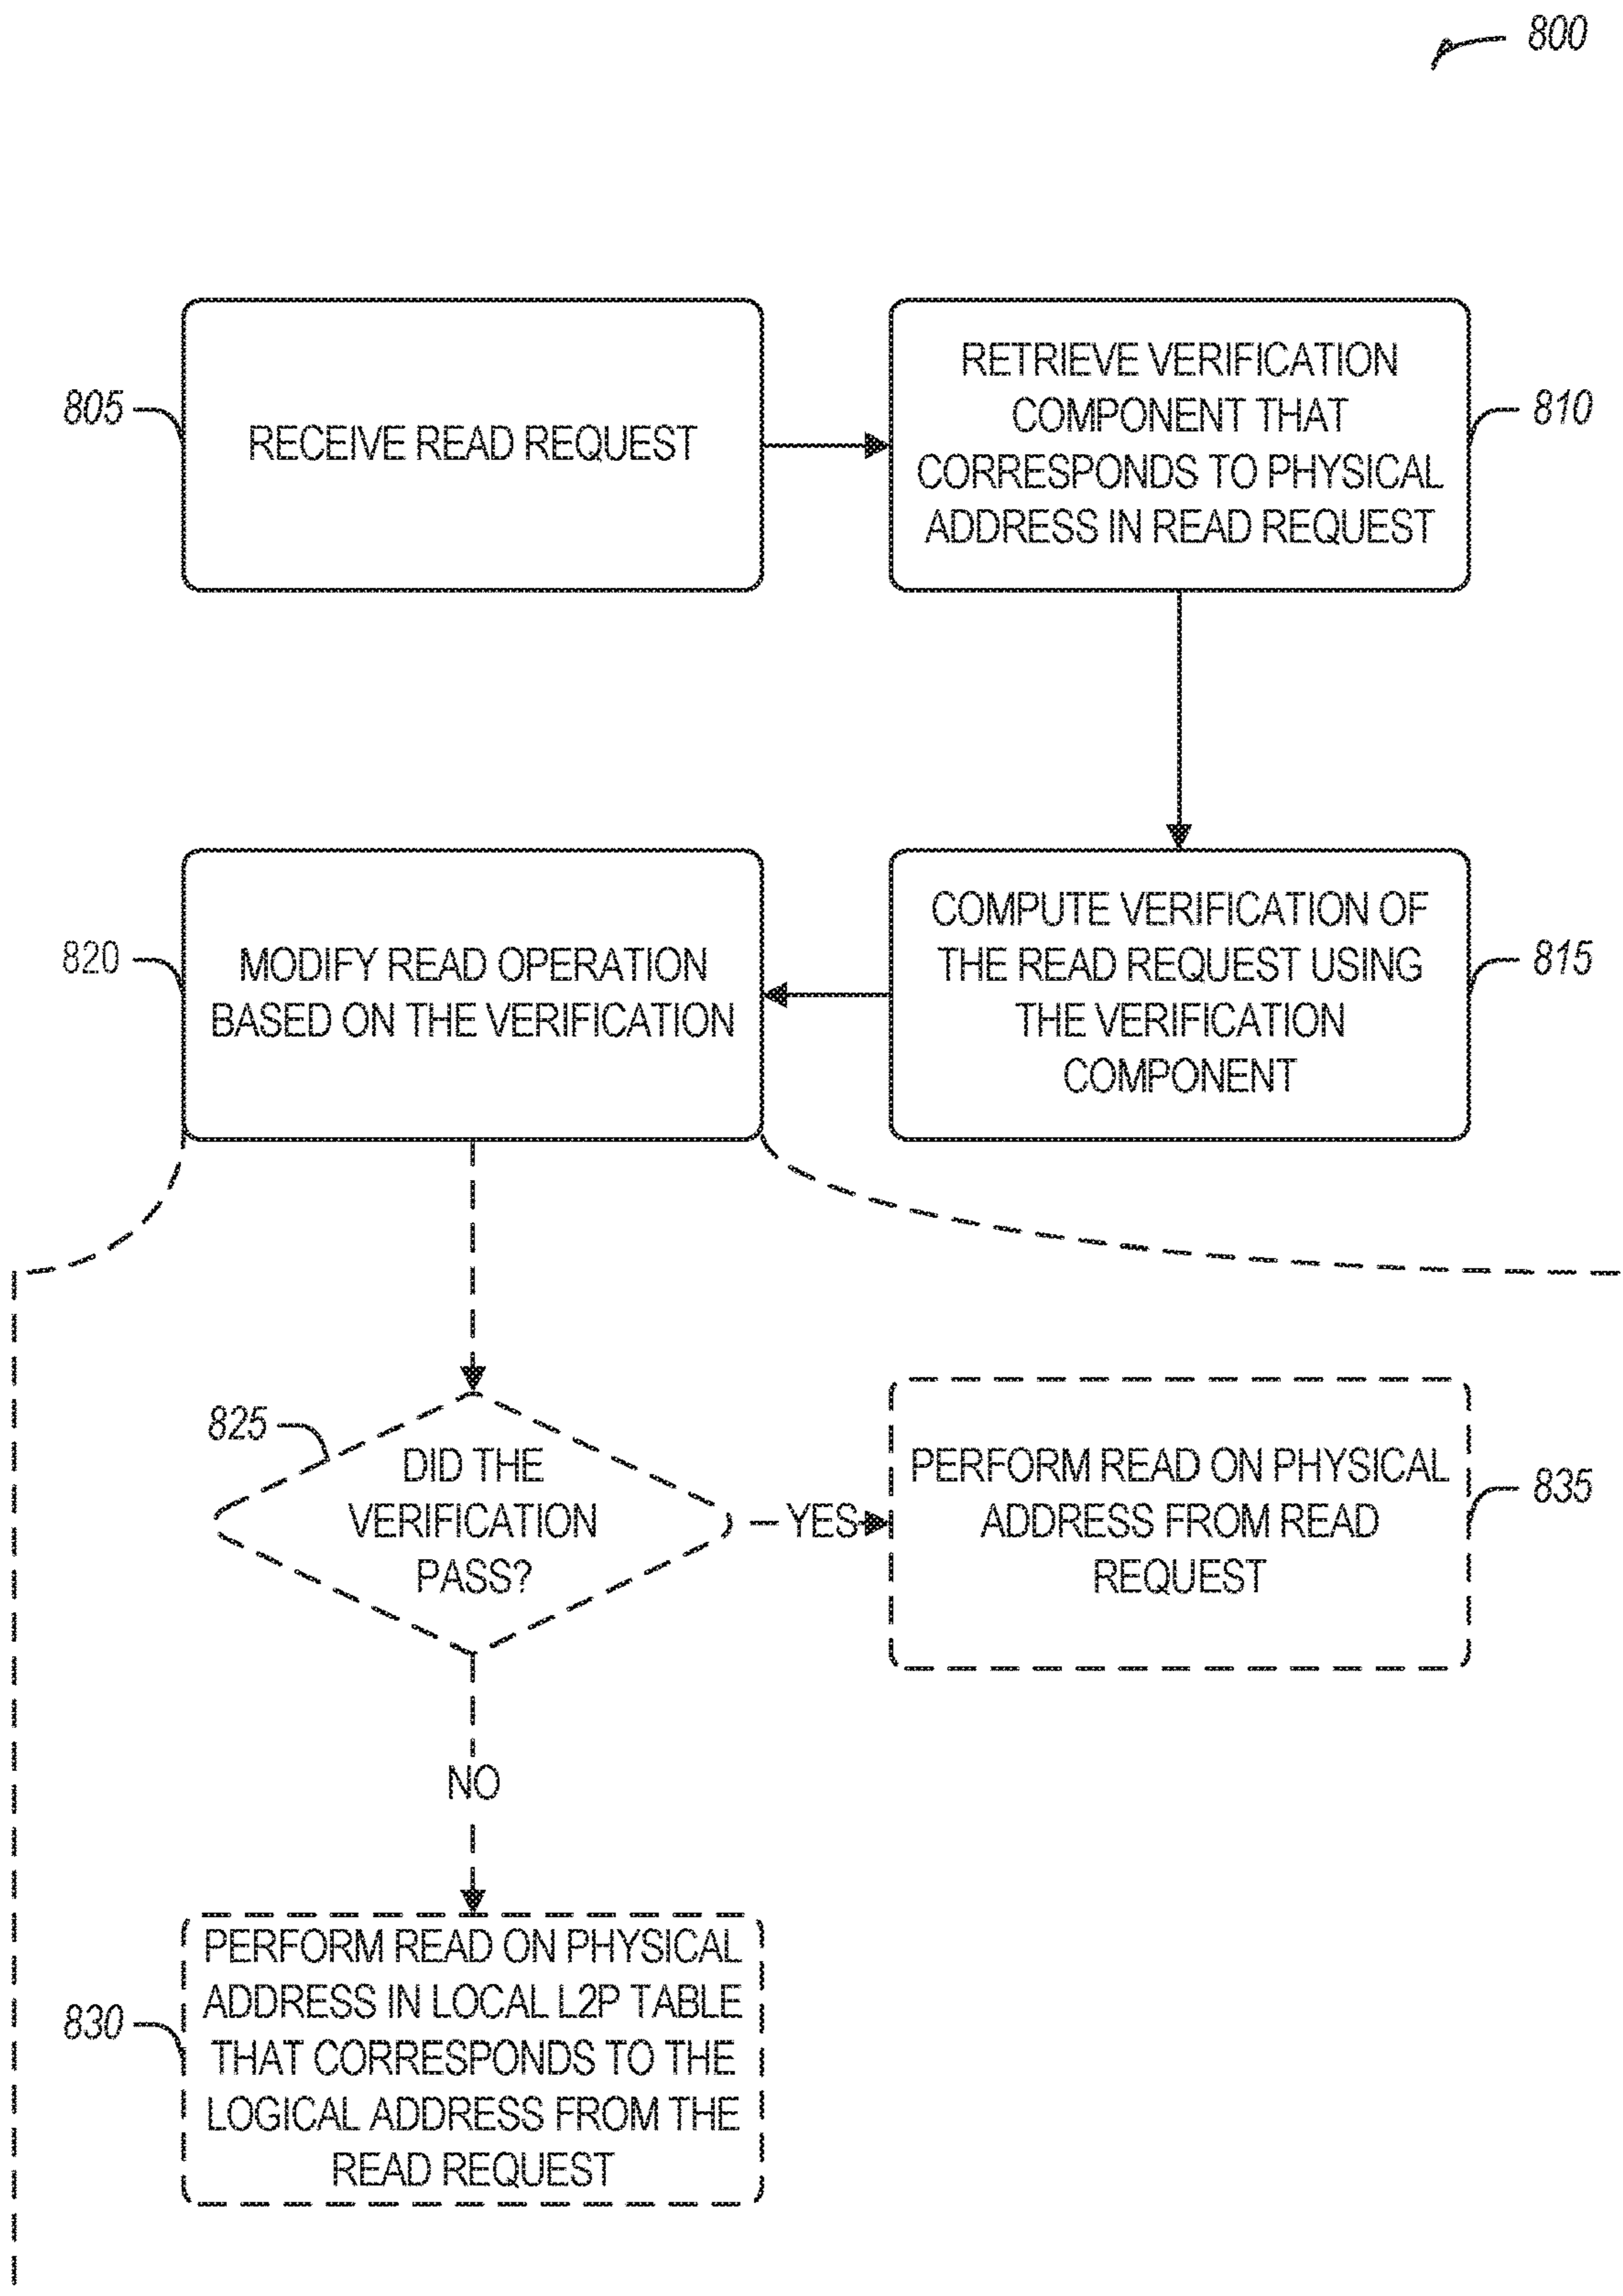 800
805
RECEIVE READ REQUEST
RETRIEVE VERIFICATION
COMPONENT THAT
CORRESPONDS TO PHYSICAL
ADDRESS IN READ REQUEST
810
820
MODIFY READ OPERATION
BASED ON THE VERIFICATION
COMPUTE VERIFICATION OF
THE READ REQUEST USING
THE VERIFICATION
COMPONENT
815
825
DID THE
VERIFICATION
PASS?
YES
PERFORM READ ON PHYSICAL
ADDRESS FROM READ
REQUEST
835
NO
830
PERFORM READ ON PHYSICAL
ADDRESS IN LOCAL L2P TABLE
THAT CORRESPONDS TO THE
LOGICAL ADDRESS FROM THE
READ REQUEST